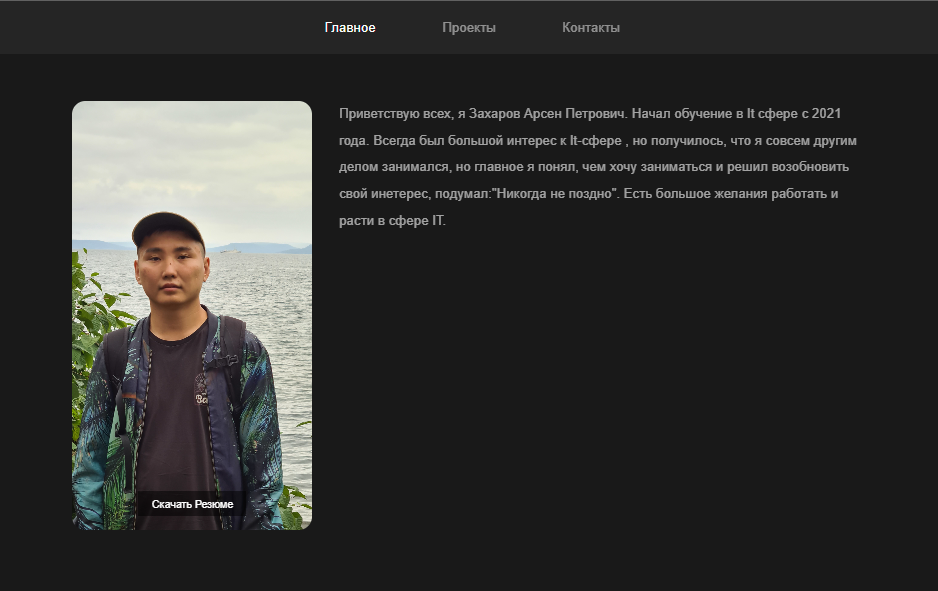 Главное Проекты Контакты
Приветствую всех, я Захаров Арсен Петрович. Начал обучение в It сфере с 2021
года. Всегда был большой интерес к It-сфере , но получилось, что я совсем другим
делом занимался, но главное я понял, чем хочу заниматься и решил возобновить
свой инетерес, подумал:"Никогда не поздно". Есть большое желания работать и
расти в сфере IT.
Скачать Резюме